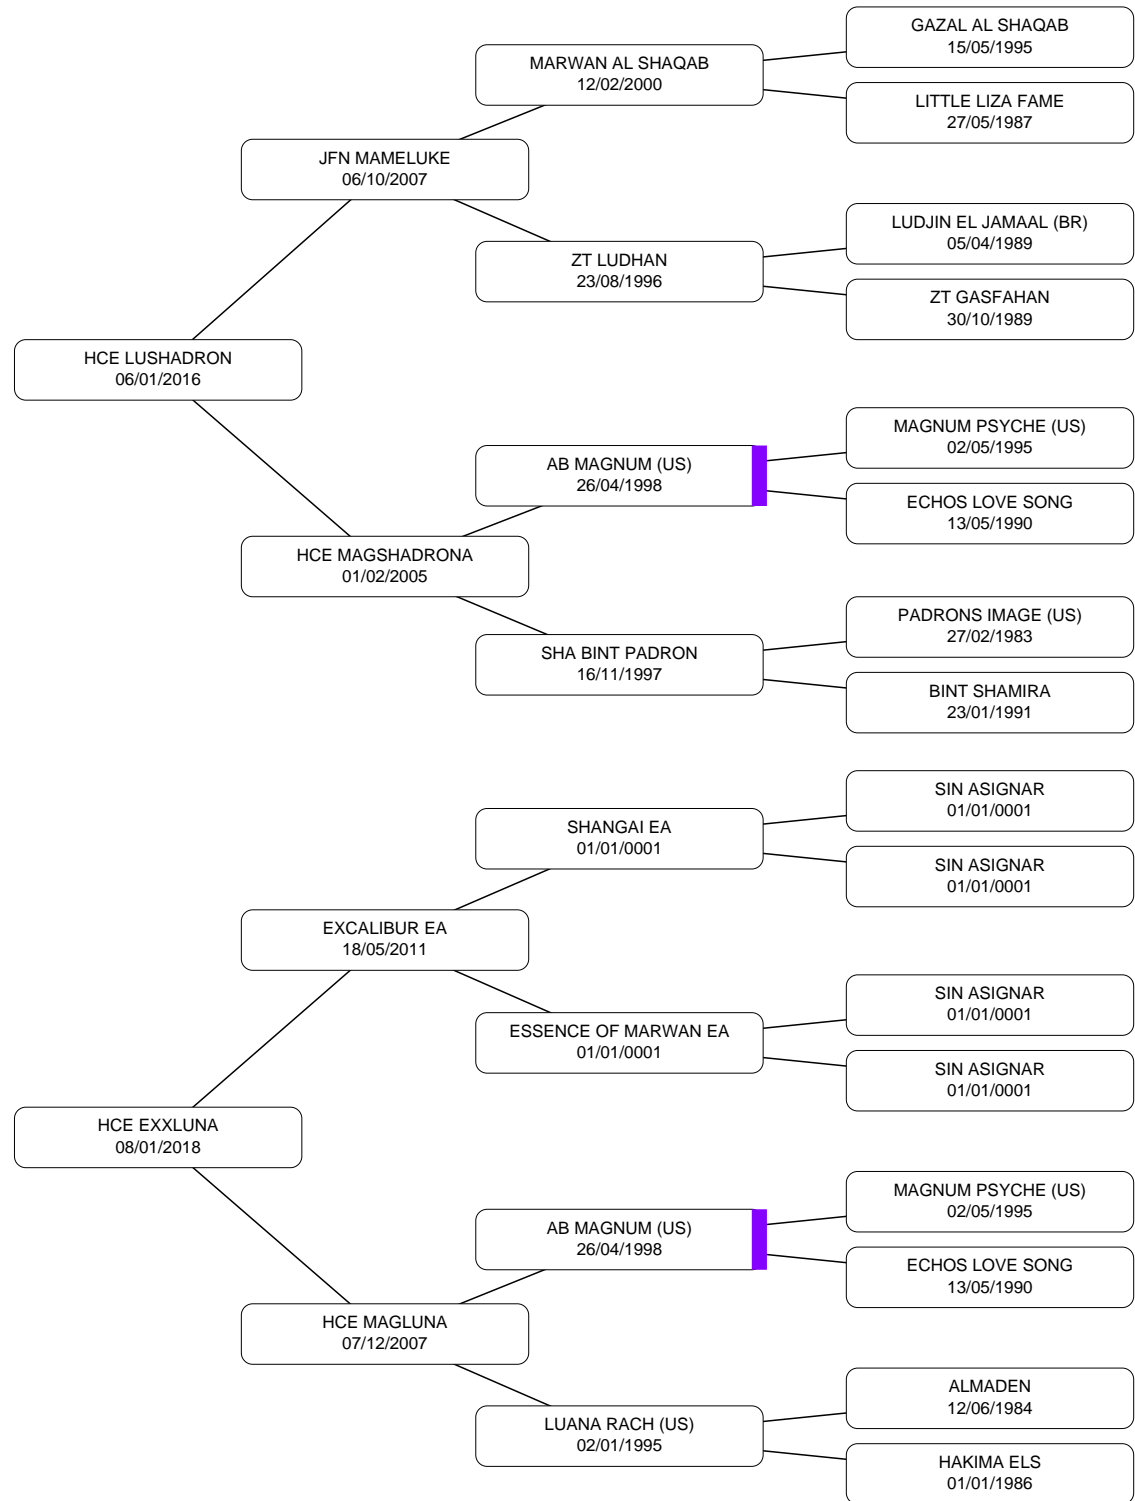 GAZAL AL SHAQAB
15/05/1995
MARWAN AL SHAQAB
12/02/2000
LITTLE LIZA FAME
27/05/1987
JFN MAMELUKE
06/10/2007
LUDJIN EL JAMAAL (BR)
05/04/1989
ZT LUDHAN
23/08/1996
ZT GASFAHAN
30/10/1989
HCE LUSHADRON
06/01/2016
MAGNUM PSYCHE (US)
02/05/1995
AB MAGNUM (US)
26/04/1998
ECHOS LOVE SONG
13/05/1990
HCE MAGSHADRONA
01/02/2005
PADRONS IMAGE (US)
27/02/1983
SHA BINT PADRON
16/11/1997
BINT SHAMIRA
23/01/1991
SIN ASIGNAR
01/01/0001
SHANGAI EA
01/01/0001
SIN ASIGNAR
01/01/0001
EXCALIBUR EA
18/05/2011
SIN ASIGNAR
01/01/0001
ESSENCE OF MARWAN EA
01/01/0001
SIN ASIGNAR
01/01/0001
HCE EXXLUNA
08/01/2018
MAGNUM PSYCHE (US)
02/05/1995
AB MAGNUM (US)
26/04/1998
ECHOS LOVE SONG
13/05/1990
HCE MAGLUNA
07/12/2007
ALMADEN
12/06/1984
LUANA RACH (US)
02/01/1995
HAKIMA ELS
01/01/1986